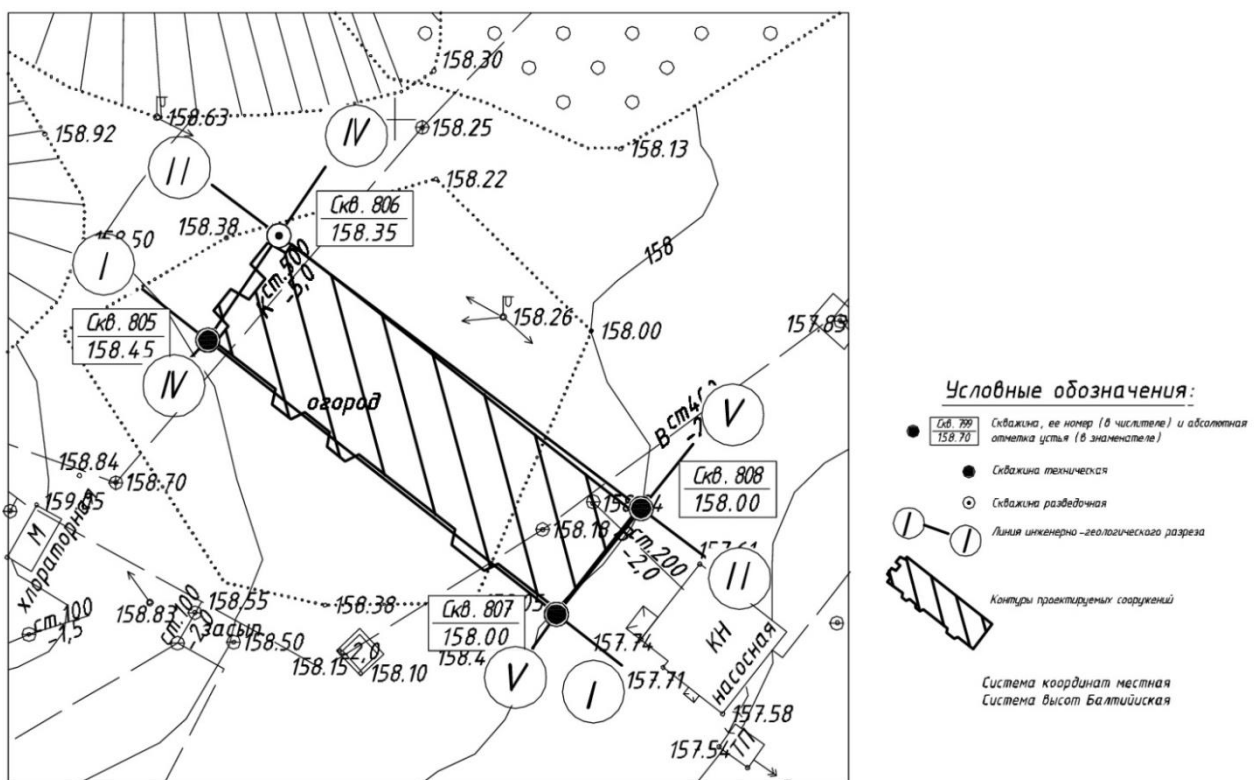 158.30
158.92
158.63
IV
158.25
158.13
II
158.22
Скв. 806
158.35
158.38
I
158
К ст.300
158.26
157.83
Скв. 805
158.45
158.00
IV
огород
V
158.84
158.70
Скв. 808
158.00
М
хлораторная
158.18
ст.200
-2,0
II
158.83
158.55
158.38
Скв. 807
158.00
ст.100
-1,5
ст.100
засып
158.50
157.74
КН
насосная
158.15
2,0
158.10
V
I
157.71
157.58
157.54
ТП
Условные обозначения:
Скв. 799
158.70
Скважина, ее номер (в числителе) и абсолютная
отметка устья (в знаменателе)
Скважина техническая
Скважина разведочная
I
I
Линия инженерно-геологического разреза
Контуры проектируемых сооружений
Система координат местная
Система высот Балтийская